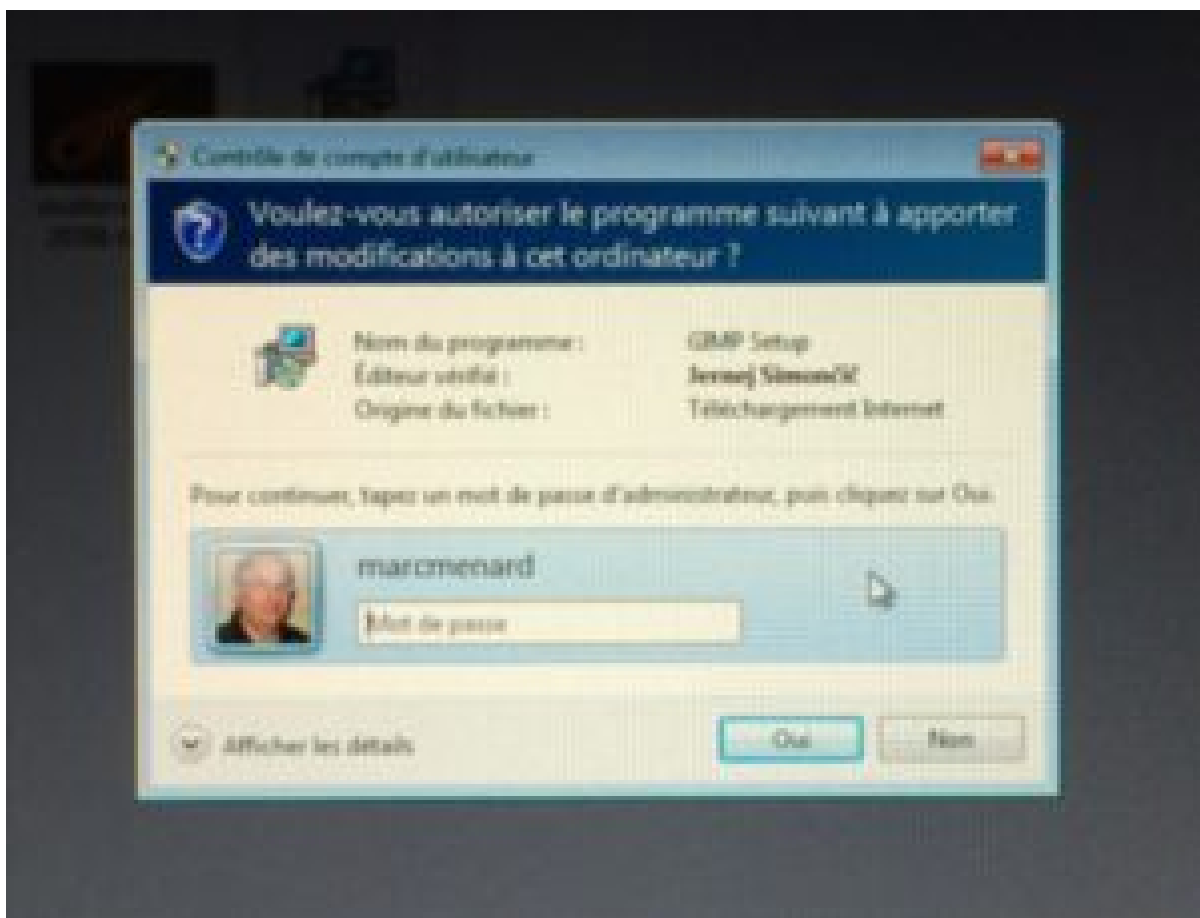 Contrôle de compte d'utilisateur
Voulez-vous autoriser le programme suivant à apporter
des modifications à cet ordinateur ?
Nom du programme : GIMP Setup
Éditeur vérifié : Jernej Simončič
Origine du fichier : Téléchargement Internet
Pour continuer, tapez un mot de passe d'administrateur, puis cliquez sur Oui.
marcmenard
Mot de passe
Afficher les détails
Oui
Non